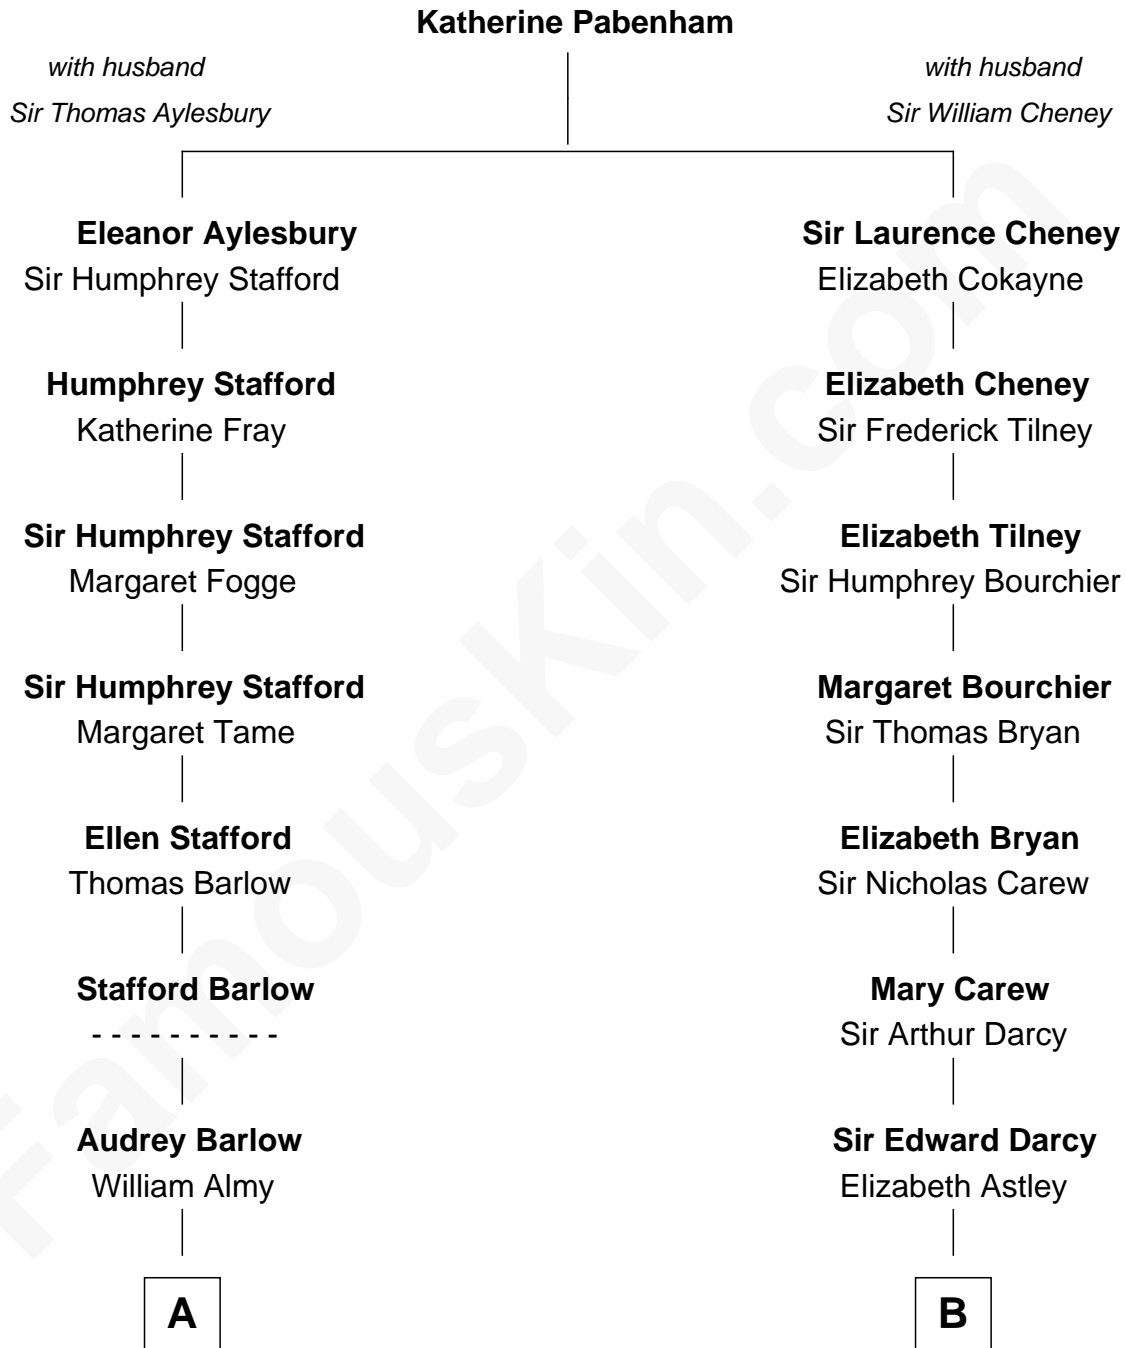 Katherine Pabenham
with husband
Sir Thomas Aylesbury
with husband
Sir William Cheney
Eleanor Aylesbury
Sir Humphrey Stafford
Sir Laurence Cheney
Elizabeth Cokayne
Humphrey Stafford
Katherine Fray
Elizabeth Cheney
Sir Frederick Tilney
Sir Humphrey Stafford
Margaret Fogge
Elizabeth Tilney
Sir Humphrey Bourchier
Sir Humphrey Stafford
Margaret Tame
Margaret Bourchier
Sir Thomas Bryan
Ellen Stafford
Thomas Barlow
Elizabeth Bryan
Sir Nicholas Carew
Stafford Barlow
- - - - - - - - - -
Mary Carew
Sir Arthur Darcy
Audrey Barlow
William Almy
Sir Edward Darcy
Elizabeth Astley
A
B
FamousKin.com